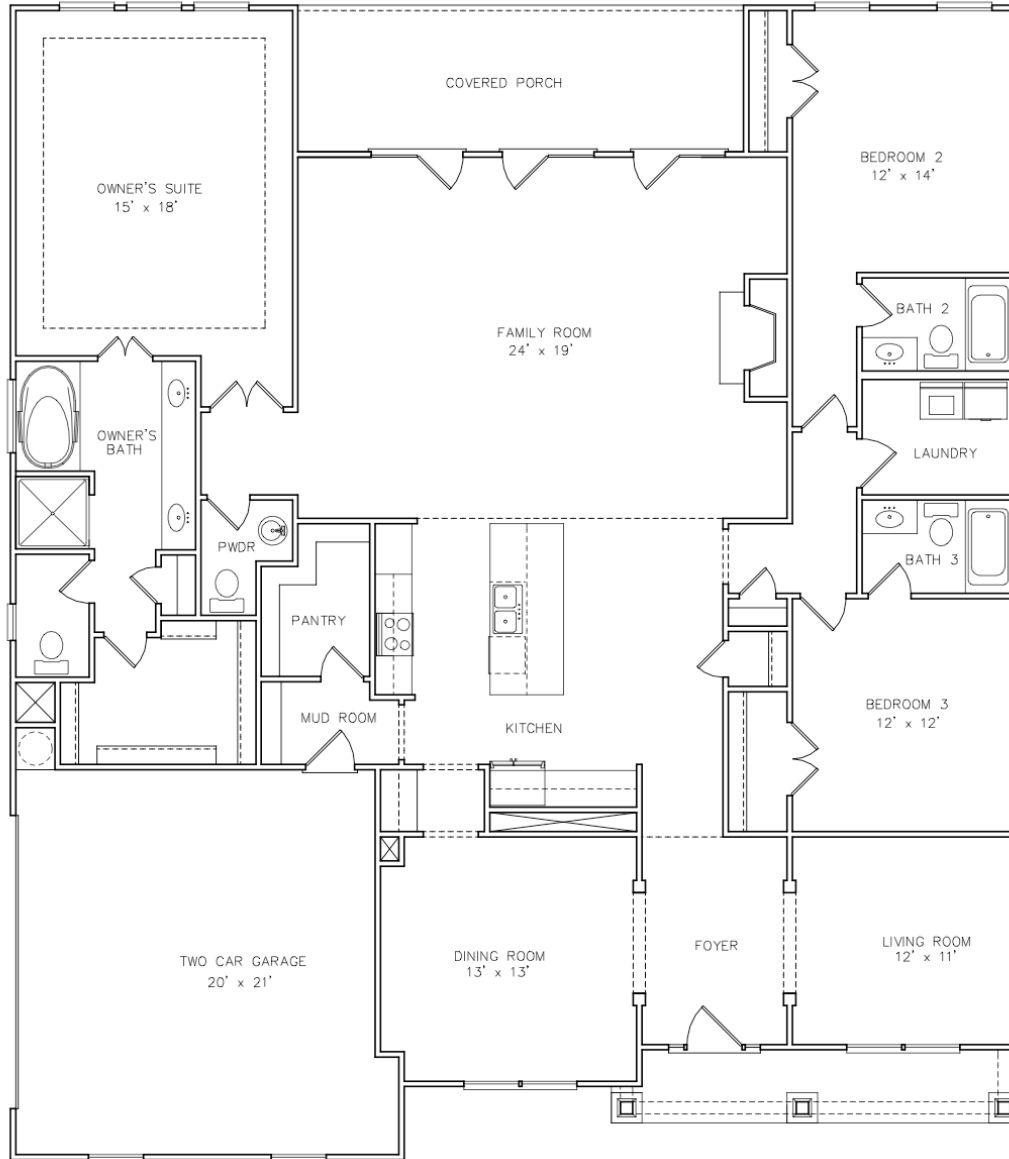 COVERED PORCH
BEDROOM 2
12' x 14'
OWNER'S SUITE
15' x 18'
BATH 2
FAMILY ROOM
24' x 19'
OWNER'S
BATH
LAUNDRY
PWDR
BATH 3
PANTRY
BEDROOM 3
12' x 12'
MUD ROOM
KITCHEN
TWO CAR GARAGE
20' x 21'
DINING ROOM
13' x 13'
FOYER
LIVING ROOM
12' x 11'